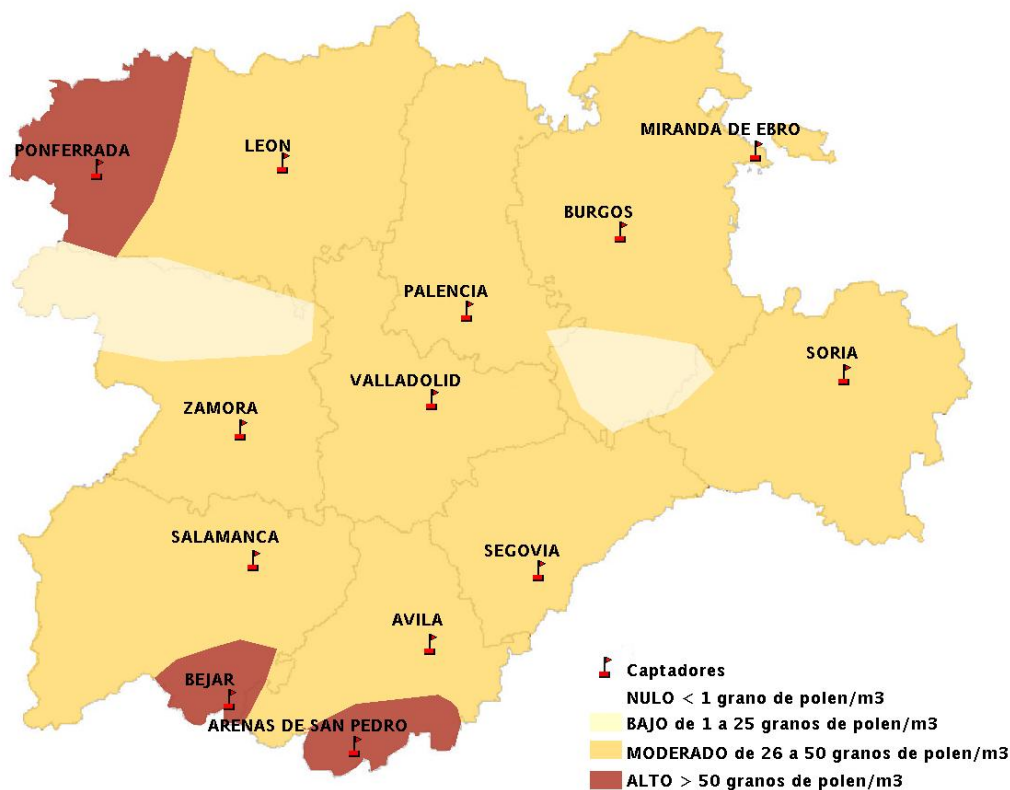 MIRANDA DE EBRO
PONFERRADA
LEON
BURGOS
PALENCIA
SORIA
VALLADOLID
ZAMORA
SALAMANCA
SEGOVIA
AVILA
BEJAR
ARENAS DE SAN PEDRO
Captadores
NULO < 1 grano de polen/m3
BAJO de 1 a 25 granos de polen/m3
MODERADO de 26 a 50 granos de polen/m3
ALTO > 50 granos de polen/m3